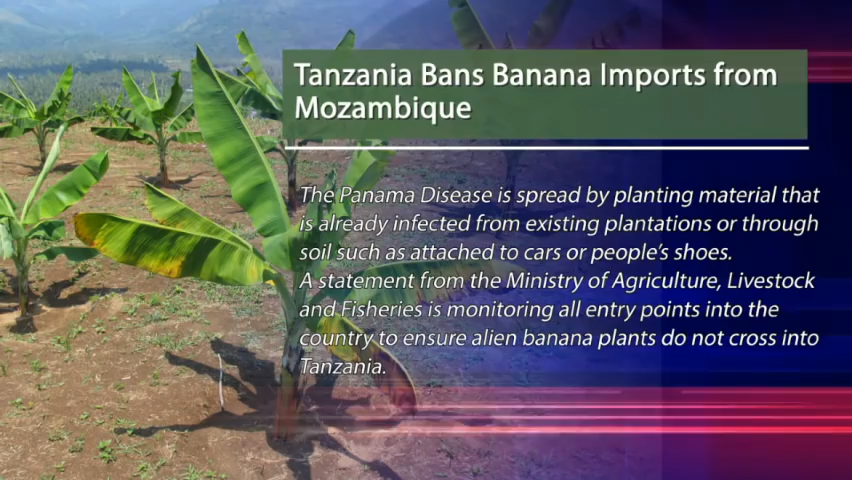 Tanzania Bans Banana Imports from
Mozambique
The Panama Disease is spread by planting material that
is already infected from existing plantations or through
soil such as attached to cars or people's shoes.
A statement from the Ministry of Agriculture, Livestock
and Fisheries is monitoring all entry points into the
country to ensure alien banana plants do not cross into
Tanzania.